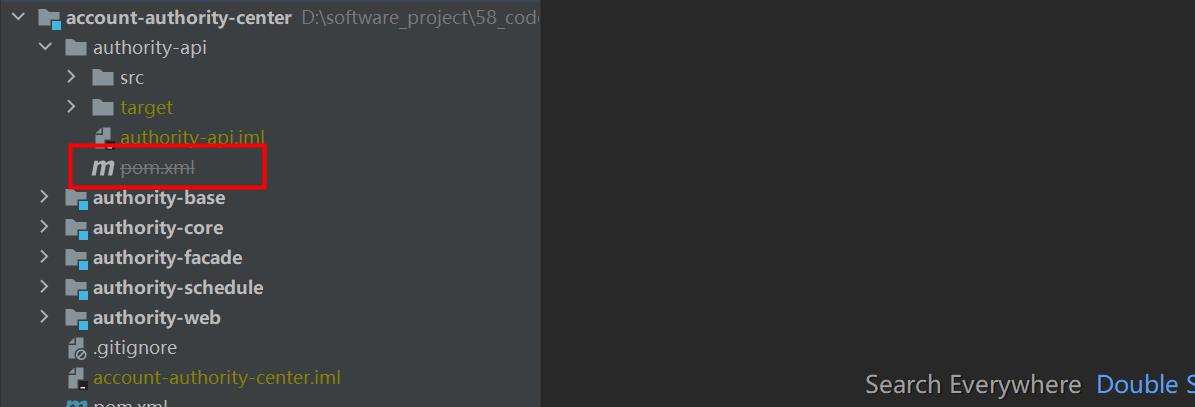 account-authority-center D:\software_project\58_code
authority-api
src
target
authority-api.iml
pom.xml
authority-base
authority-core
authority-facade
authority-schedule
authority-web
.gitignore
account-authority-center.iml
pom.xml
Search Everywhere Double S